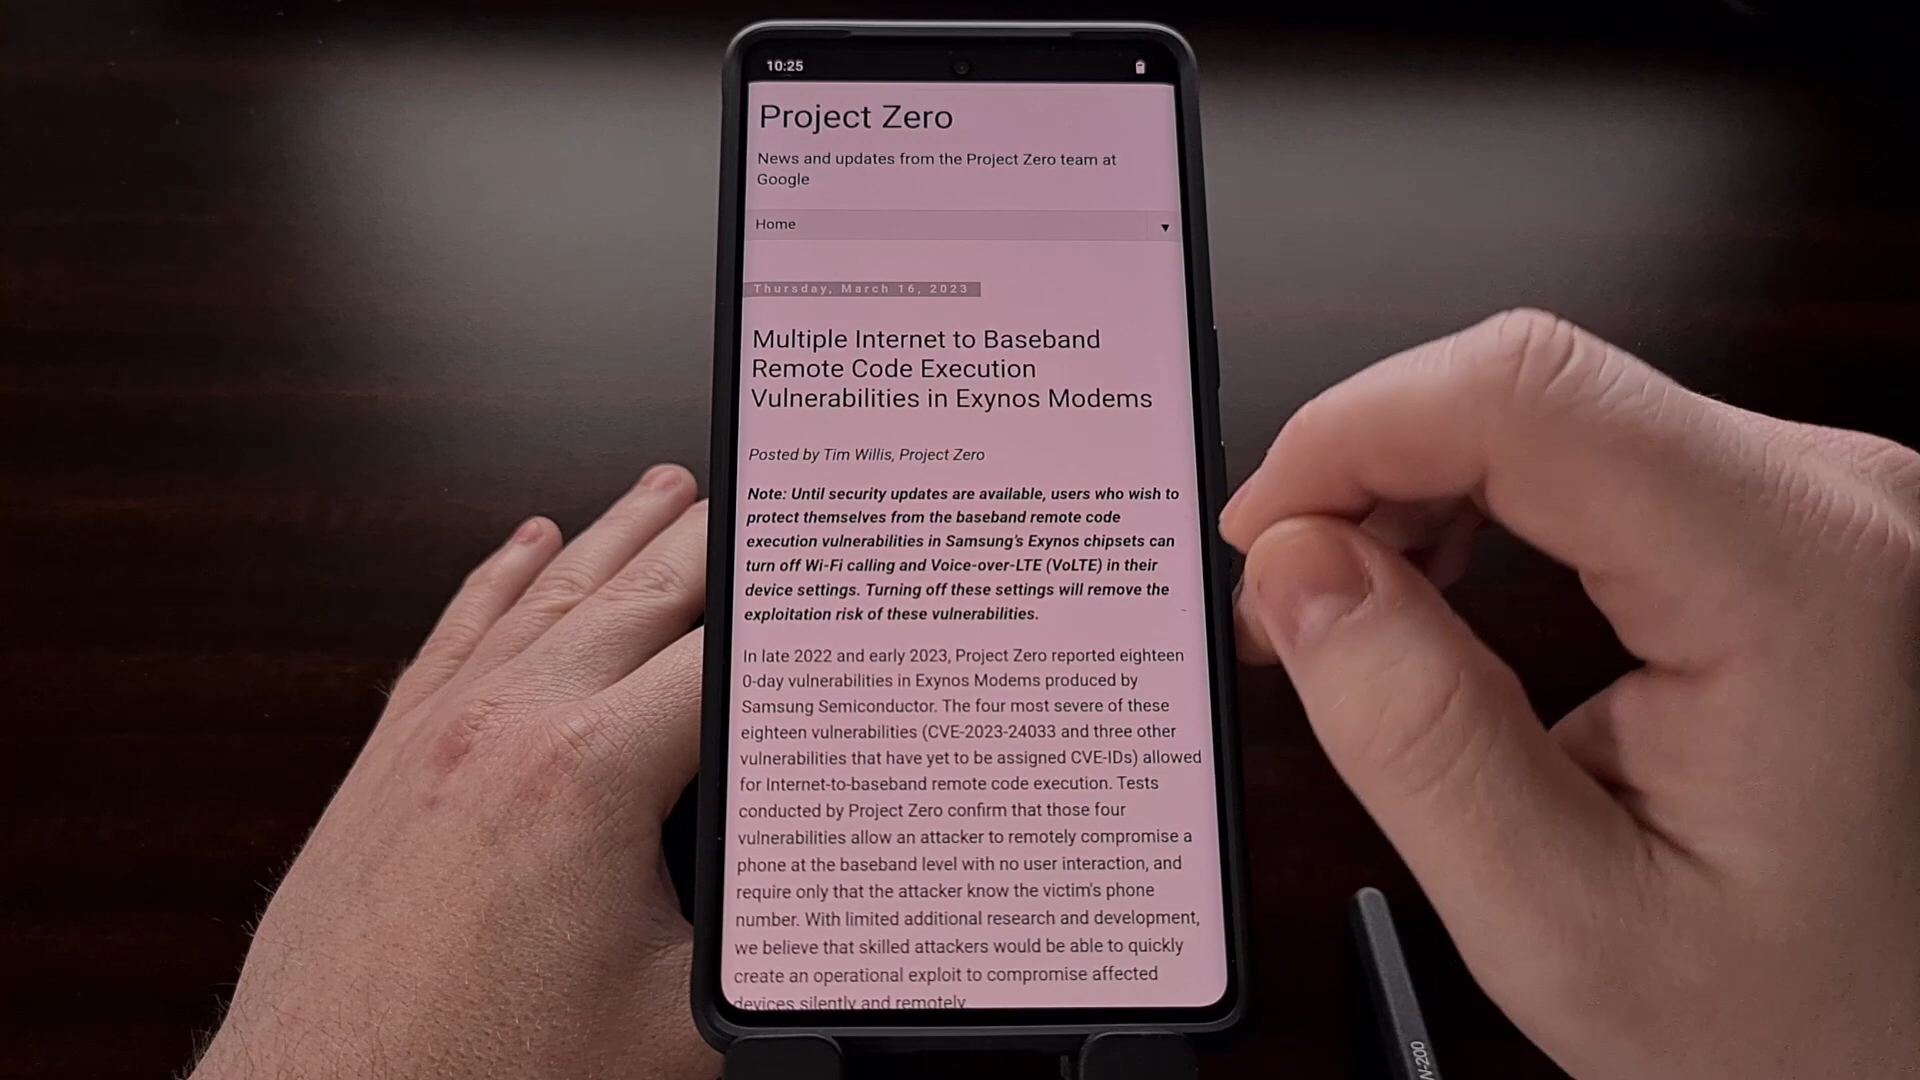 10:25
Project Zero
News and updates from the Project Zero team at
Google
Home
Thursday, March 16, 2023
Multiple Internet to Baseband
Remote Code Execution
Vulnerabilities in Exynos Modems
Posted by Tim Willis, Project Zero
Note: Until security updates are available, users who wish to
protect themselves from the baseband remote code
execution vulnerabilities in Samsung's Exynos chipsets can
turn off Wi-Fi calling and Voice-over-LTE (VoLTE) in their
device settings. Turning off these settings will remove the
exploitation risk of these vulnerabilities.
In late 2022 and early 2023, Project Zero reported eighteen
0-day vulnerabilities in Exynos Modems produced by
Samsung Semiconductor. The four most severe of these
eighteen vulnerabilities (CVE-2023-24033 and three other
vulnerabilities that have yet to be assigned CVE-IDs) allowed
for Internet-to-baseband remote code execution. Tests
conducted by Project Zero confirm that those four
vulnerabilities allow an attacker to remotely compromise a
phone at the baseband level with no user interaction, and
require only that the attacker know the victim's phone
number. With limited additional research and development,
we believe that skilled attackers would be able to quickly
create an operational exploit to compromise affected
devices silently and remotely